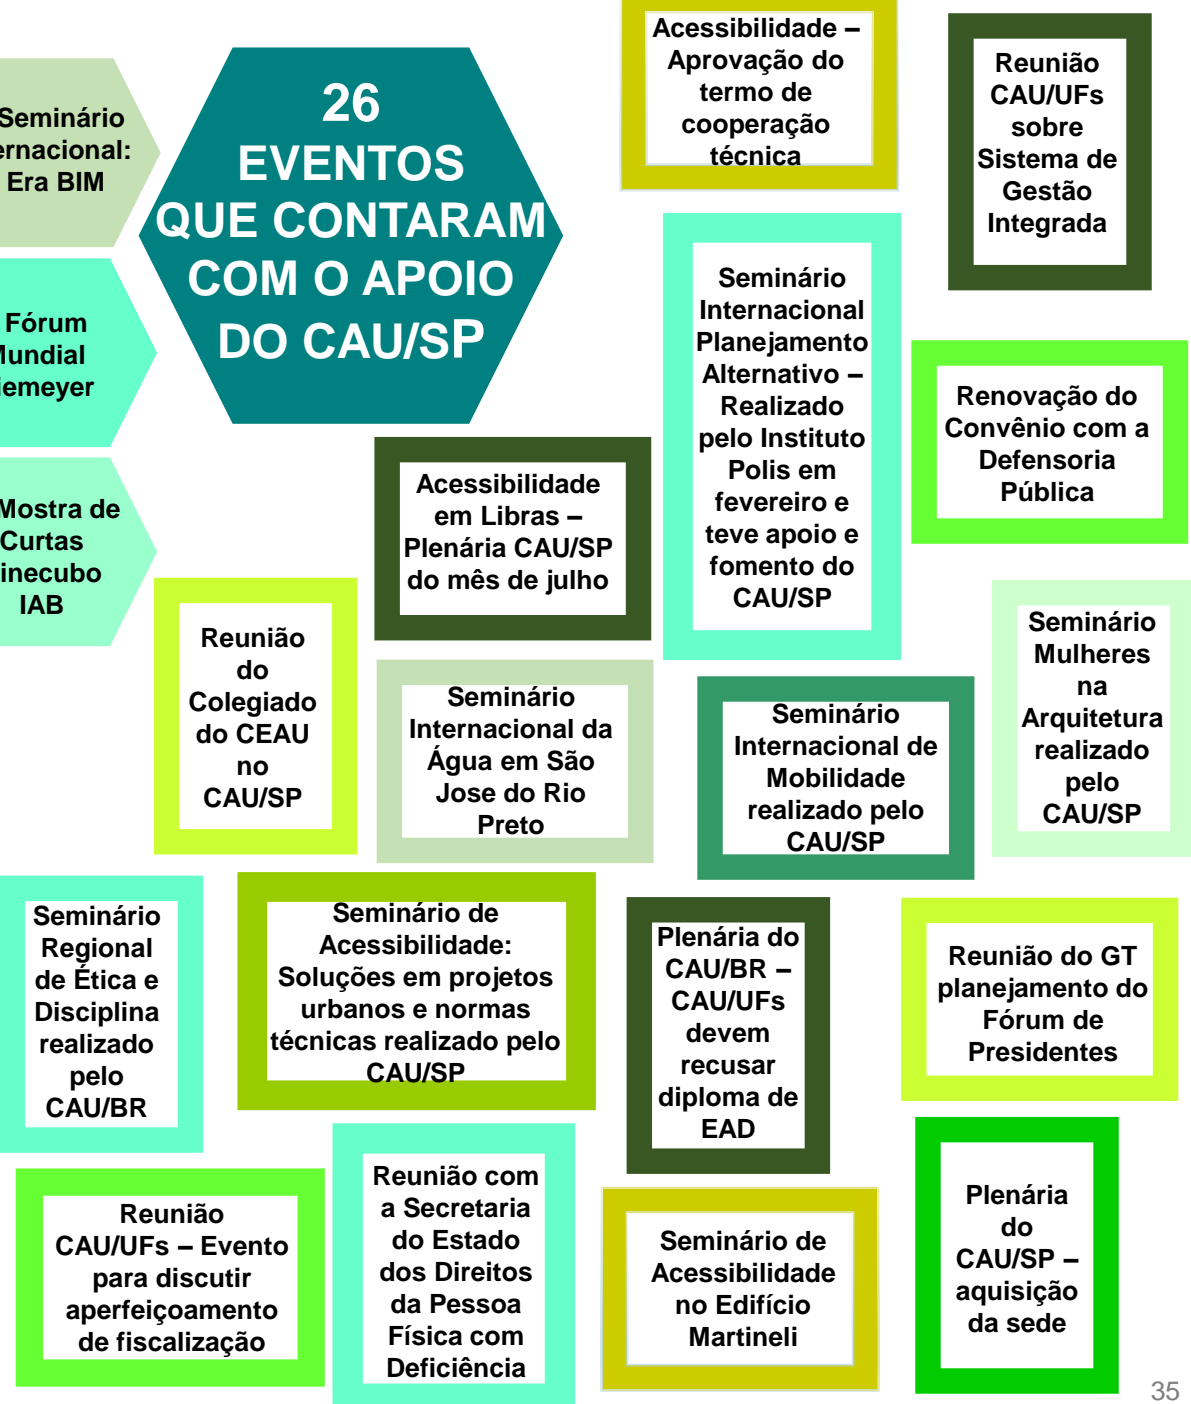 Seminário
ernacional:
Era BIM
Fórum
Mundial
iemeyer
Mostra de
Curtas
inecubo
IAB
26
EVENTOS
QUE CONTARAM
COM O APOIO
DO CAU/SP
Acessibilidade –
Aprovação do
termo de
cooperação
técnica
Reunião
CAU/UFs
sobre
Sistema de
Gestão
Integrada
Seminário
Internacional
Planejamento
Alternativo –
Realizado
pelo Instituto
Polis em
fevereiro e
teve apoio e
fomento do
CAU/SP
Renovação do
Convênio com a
Defensoria
Pública
Acessibilidade
em Libras –
Plenária CAU/SP
do mês de julho
Reunião
do
Colegiado
do CEAU
no
CAU/SP
Seminário
Internacional da
Água em São
Jose do Rio
Preto
Seminário
Internacional de
Mobilidade
realizado pelo
CAU/SP
Seminário
Mulheres
na
Arquitetura
realizado
pelo
CAU/SP
Seminário
Regional
de Ética e
Disciplina
realizado
pelo
CAU/BR
Seminário de
Acessibilidade:
Soluções em projetos
urbanos e normas
técnicas realizado pelo
CAU/SP
Plenária do
CAU/BR –
CAU/UFs
devem
recusar
diploma de
EAD
Reunião do GT
planejamento do
Fórum de
Presidentes
Reunião
CAU/UFs – Evento
para discutir
aperfeiçoamento
de fiscalização
Reunião com
a Secretaria
do Estado
dos Direitos
da Pessoa
Física com
Deficiência
Seminário de
Acessibilidade
no Edifício
Martineli
Plenária
do
CAU/SP –
aquisição
da sede
35